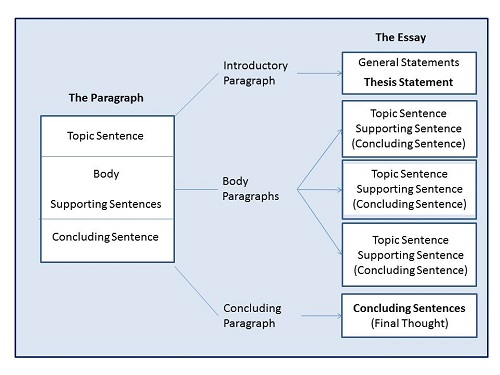 The Paragraph
Topic Sentence
Body
Supporting Sentences
Concluding Sentence
Introductory
Paragraph
Body
Paragraphs
Concluding
Paragraph
The Essay
General Statements
Thesis Statement
Topic Sentence
Supporting Sentence
(Concluding Sentence)
Topic Sentence
Supporting Sentence
(Concluding Sentence)
Topic Sentence
Supporting Sentence
(Concluding Sentence)
Concluding Sentences
(Final Thought)